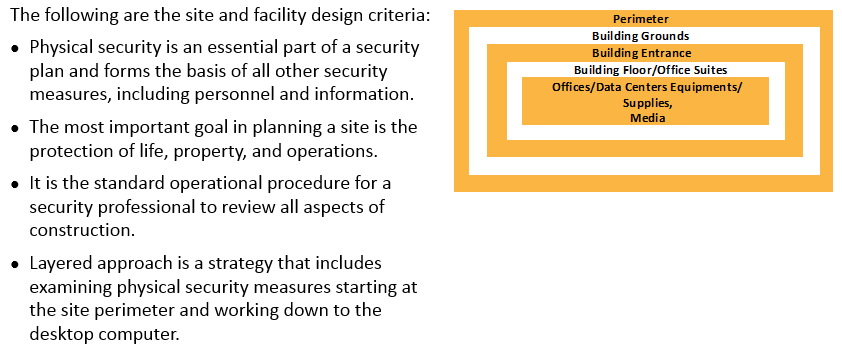 The following are the site and facility design criteria:
● Physical security is an essential part of a security
plan and forms the basis of all other security
measures, including personnel and information.
● The most important goal in planning a site is the
protection of life, property, and operations.
● It is the standard operational procedure for a
security professional to review all aspects of
construction.
● Layered approach is a strategy that includes
examining physical security measures starting at
the site perimeter and working down to the
desktop computer.
Perimeter
Building Grounds
Building Entrance
Building Floor/Office Suites
Offices/Data Centers Equipments/
Supplies,
Media